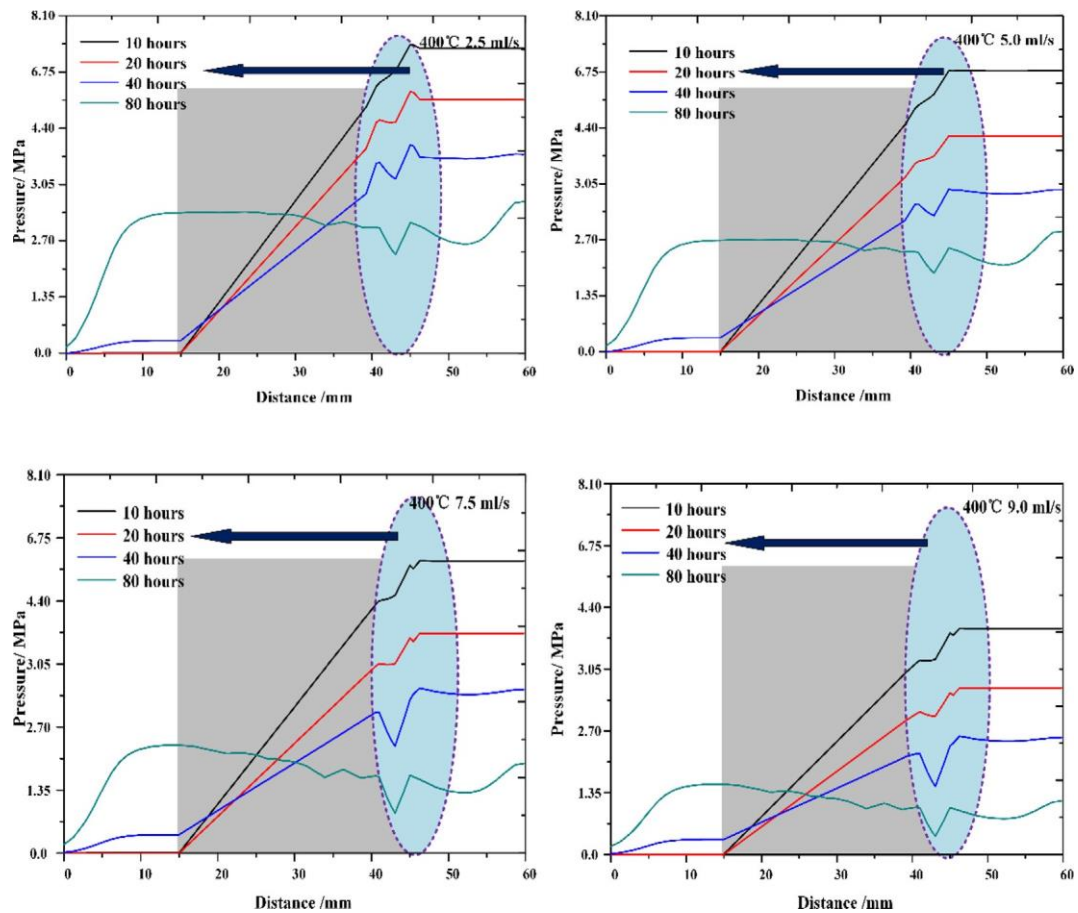 8.10
400℃ 2.5 ml/s
10 hours
20 hours
40 hours
80 hours
6.75
4.40
3.05
2.70
1.35
0.0
Pressure/ MPa
0 10 20 30 40 50 60
Distance /mm
8.10
400℃ 5.0 ml/s
10 hours
20 hours
40 hours
80 hours
6.75
4.40
3.05
2.70
1.35
0.0
Pressure/ MPa
0 10 20 30 40 50 60
Distance /mm
8.10
400℃ 7.5 ml/s
10 hours
20 hours
40 hours
80 hours
6.75
4.40
3.05
2.70
1.35
0.0
Pressure/ MPa
0 10 20 30 40 50 60
Distance /mm
8.10
400℃ 9.0 ml/s
10 hours
20 hours
40 hours
80 hours
6.75
4.40
3.05
2.70
1.35
0.0
Pressure/ MPa
0 10 20 30 40 50 60
Distance /mm